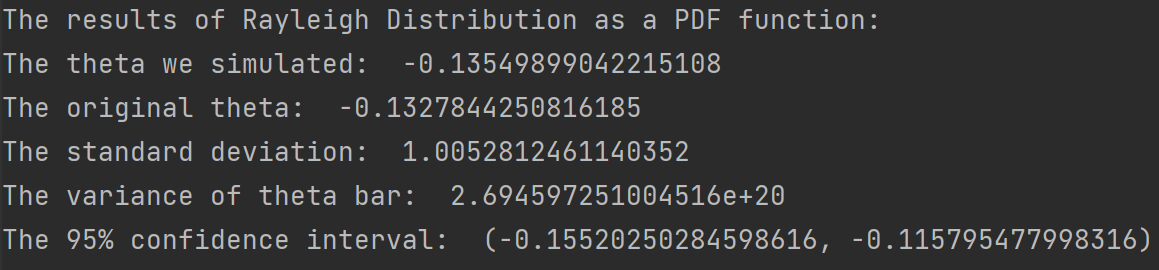 The results of Rayleigh Distribution as a PDF function:
The theta we simulated:  -0.13549899042215108
The original theta:  -0.1327844250816185
The standard deviation:  1.0052812461140352
The variance of theta bar:  2.694597251004516e+20
The 95% confidence interval:  (-0.15520250284598616, -0.115795477998316)